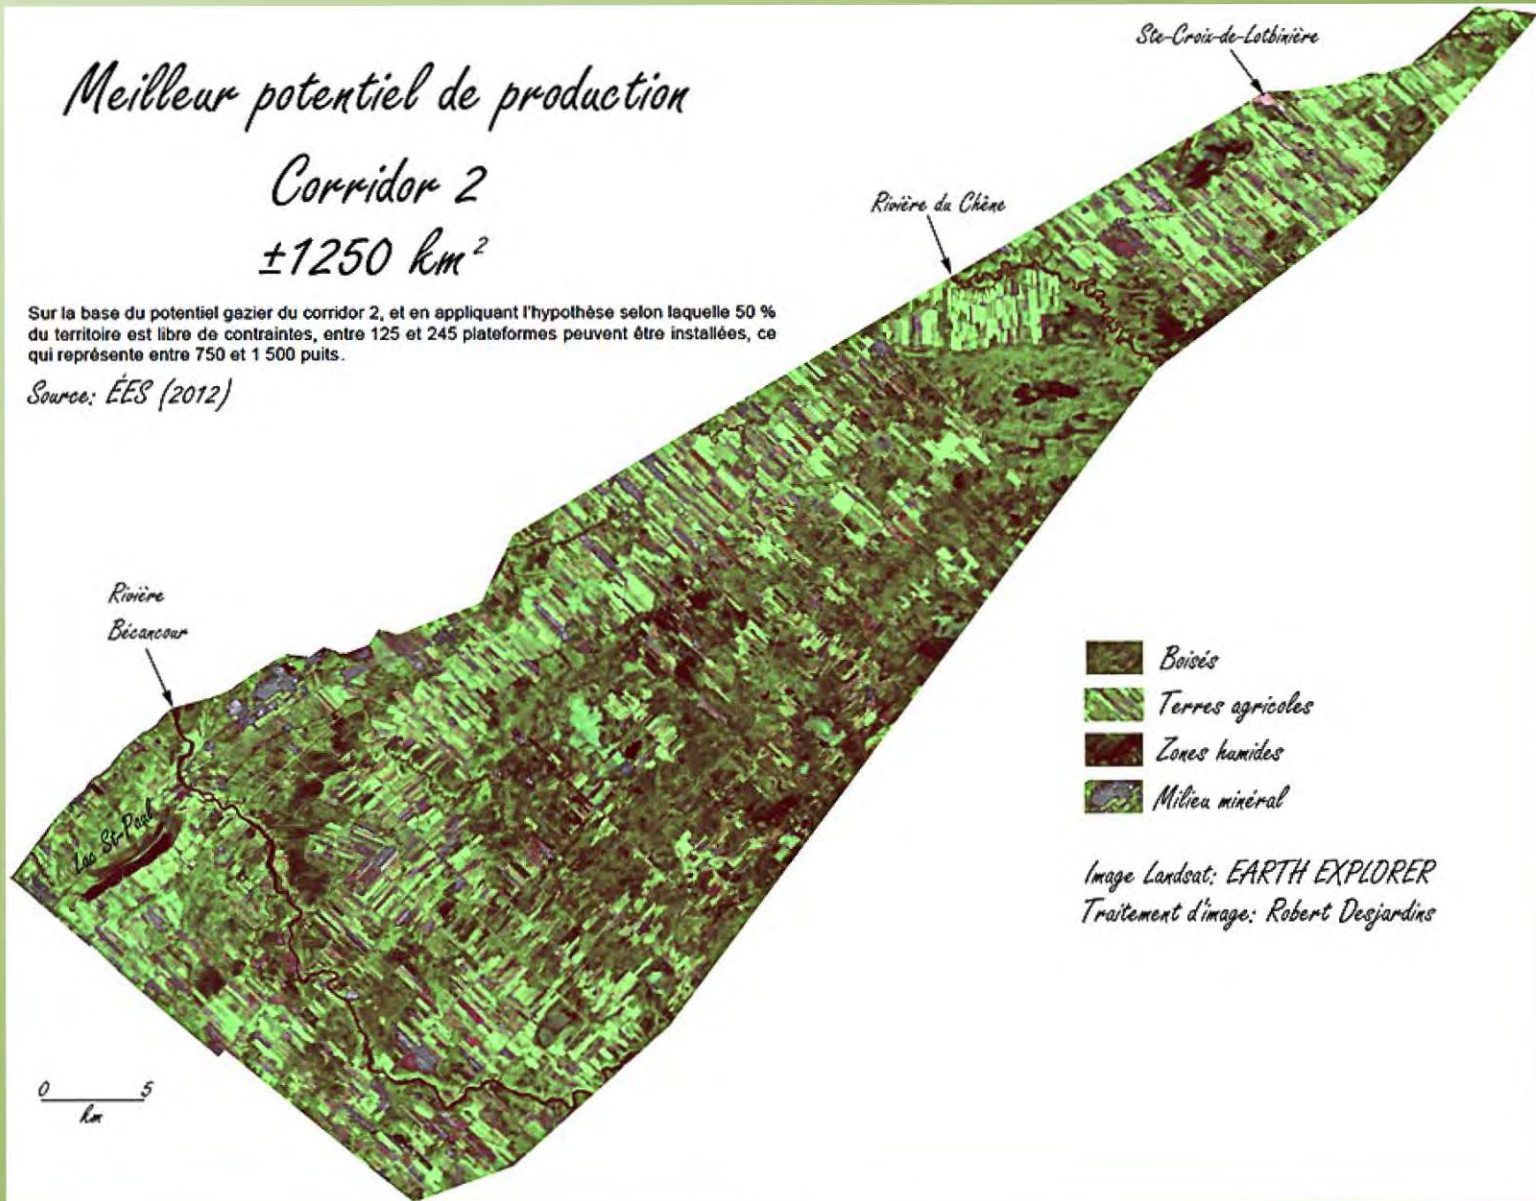 Meilleur potentiel de production
Corridor 2
±1250 km²
Sur la base du potentiel gazier du corridor 2, et en appliquant l'hypothèse selon laquelle 50 %
du territoire est libre de contraintes, entre 125 et 245 plateformes peuvent être installées, ce
qui représente entre 750 et 1 500 puits.
Source: ÉES (2012)
Ste-Croix-de-Lotbinière
Rivière du Chêne
Rivière
Bécancour
Lac St-Paul
Boisés
Terres agricoles
Zones humides
Milieu minéral
Image Landsat: EARTH EXPLORER
Traitement d'image: Robert Desjardins
0 5
km